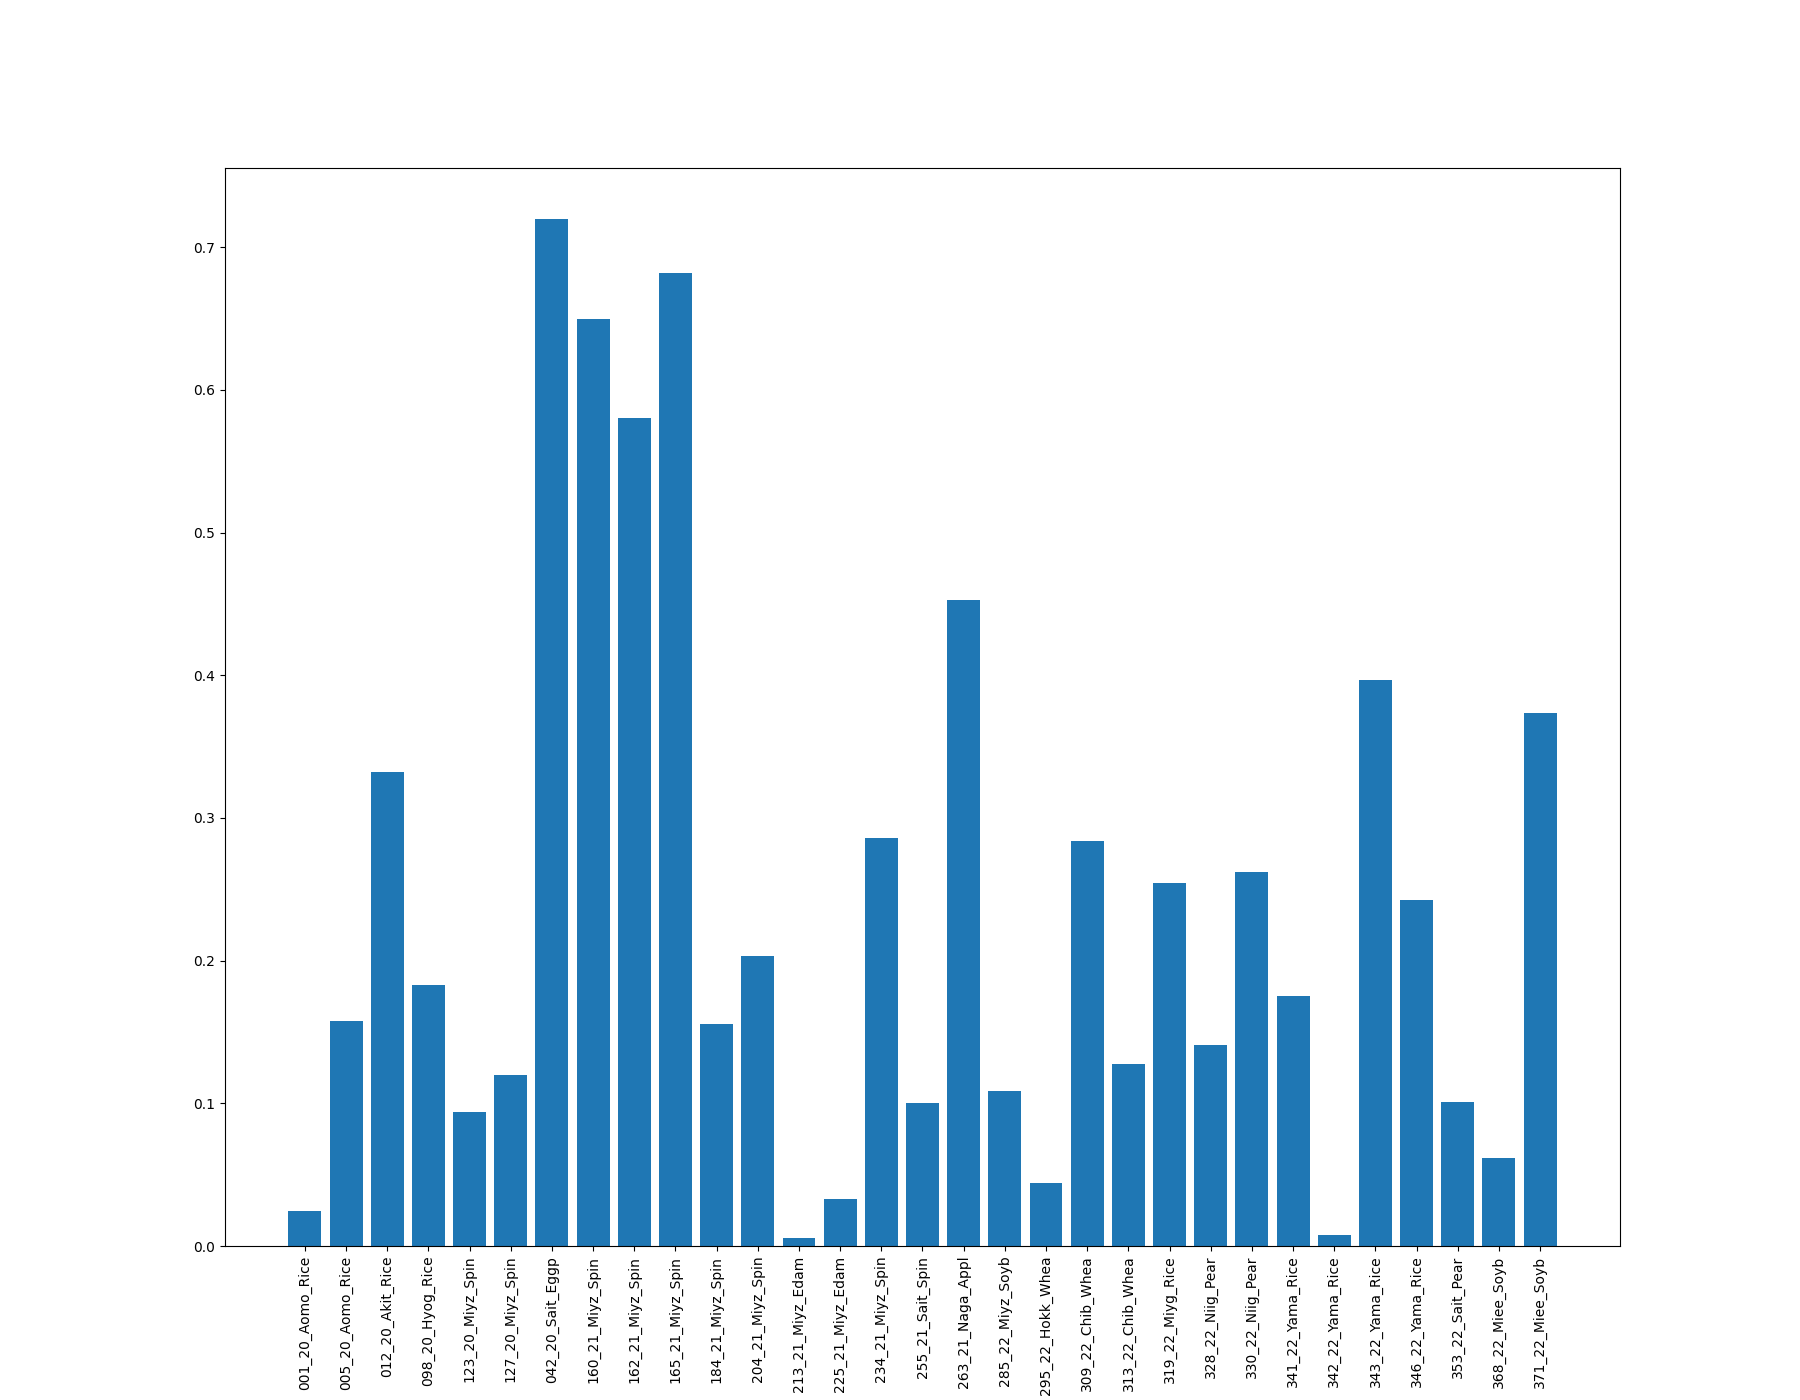 0.7
0.6
0.5
0.4
0.3
0.2
0.1
0.0
001_20_Aomo_Rice
005_20_Aomo_Rice
012_20_Akit_Rice
098_20_Hyog_Rice
123_20_Miyz_Spin
127_20_Miyz_Spin
042_20_Sait_Eggp
160_21_Miyz_Spin
162_21_Miyz_Spin
165_21_Miyz_Spin
184_21_Miyz_Spin
204_21_Miyz_Spin
213_21_Miyz_Edam
225_21_Miyz_Edam
234_21_Miyz_Spin
255_21_Sait_Spin
263_21_Naga_Appl
285_22_Miyz_Soyb
295_22_Hokk_Whea
309_22_Chib_Whea
313_22_Chib_Whea
319_22_Miyg_Rice
328_22_Niig_Pear
330_22_Niig_Pear
341_22_Yama_Rice
342_22_Yama_Rice
343_22_Yama_Rice
346_22_Yama_Rice
353_22_Sait_Pear
368_22_Miee_Soyb
371_22_Miee_Soyb